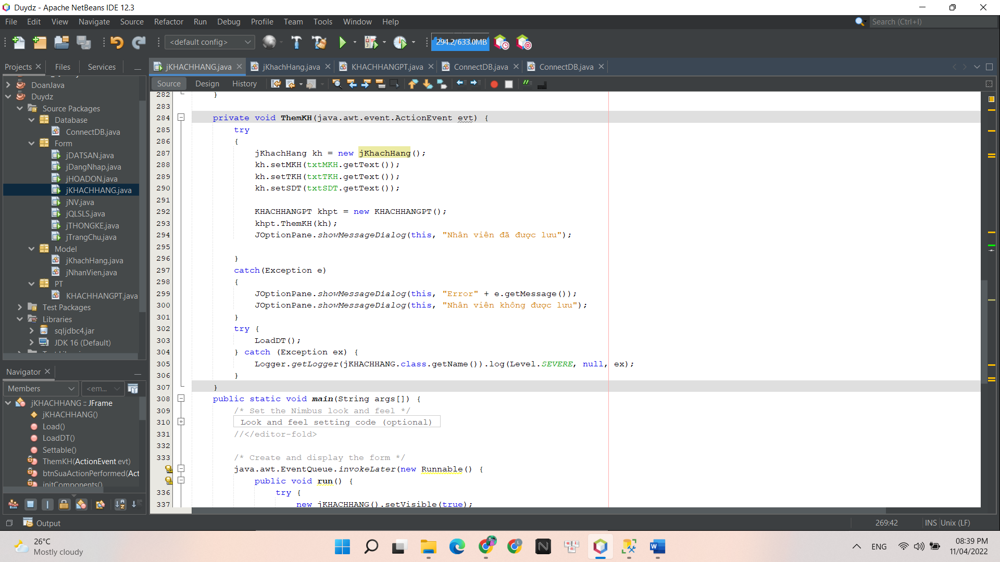 Duydz - Apache NetBeans IDE 12.3
File Edit View Navigate Source Refactor Run Debug Profile Team Tools Window Help
Search (Ctrl+I)
<default config>
294.2/633.0MB
Projects Files Services
jKHACHHANG.java jKhachHang.java KHACHHANGPT.java ConnectDB.java ConnectDB.java
Source Design History
DoanJava
Duydz
Source Packages
Database
ConnectDB.java
Form
jDATSAN.java
jDangNhap.java
jHOADON.java
jKHACHHANG.java
jNV.java
jQLSLS.java
jTHONGKE.java
jTrangChu.java
Model
jKhachHang.java
jNhanVien.java
PT
KHACHHANGPT.java
Test Packages
Libraries
sqljdbc4.jar
JDK 16 (Default)
Navigator
Members <em...
jKHACHHANG :: JFrame
jKHACHHANG()
Load()
LoadDT()
Settable()
ThemKH(ActionEvent evt)
btnSuaActionPerformed(Act
initComponents()
282 }
283
284 private void ThemKH(java.awt.event.ActionEvent evt) {
285 try
286 {
287 jKhachHang kh = new jKhachHang();
288 kh.setMKH(txtMKH.getText());
289 kh.setTKH(txtTKH.getText());
290 kh.setSDT(txtSDT.getText());
291
292 KHACHHANGPT khpt = new KHACHHANGPT();
293 khpt.ThemKH(kh);
294 JOptionPane.showMessageDialog(this, "Nhân viên đã được lưu");
295
296 }
297 catch(Exception e)
298 {
299 JOptionPane.showMessageDialog(this, "Error" + e.getMessage());
300 JOptionPane.showMessageDialog(this, "Nhân viên không được lưu");
301 }
302 try {
303 LoadDT();
304 } catch (Exception ex) {
305 Logger.getLogger(jKHACHHANG.class.getName()).log(Level.SEVERE, null, ex);
306 }
307 }
308 public static void main(String args[]) {
309 /* Set the Nimbus look and feel */
310 Look and feel setting code (optional)
331 //</editor-fold>
332
333 /* Create and display the form */
java.awt.EventQueue.invokeLater(new Runnable() {
public void run() {
336 try {
337 new jKHACHHANG().setVisible(true);
Output
269:42 INS Unix (LF)
26°C
Mostly cloudy
ENG
08:39 PM
11/04/2022